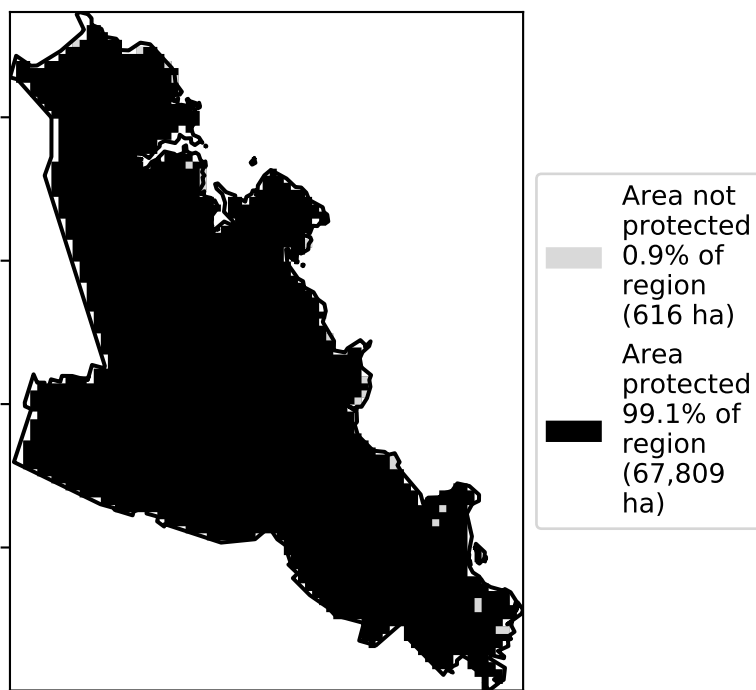 Area not
protected
0.9% of
region
(616 ha)
Area
protected
99.1% of
region
(67,809
ha)